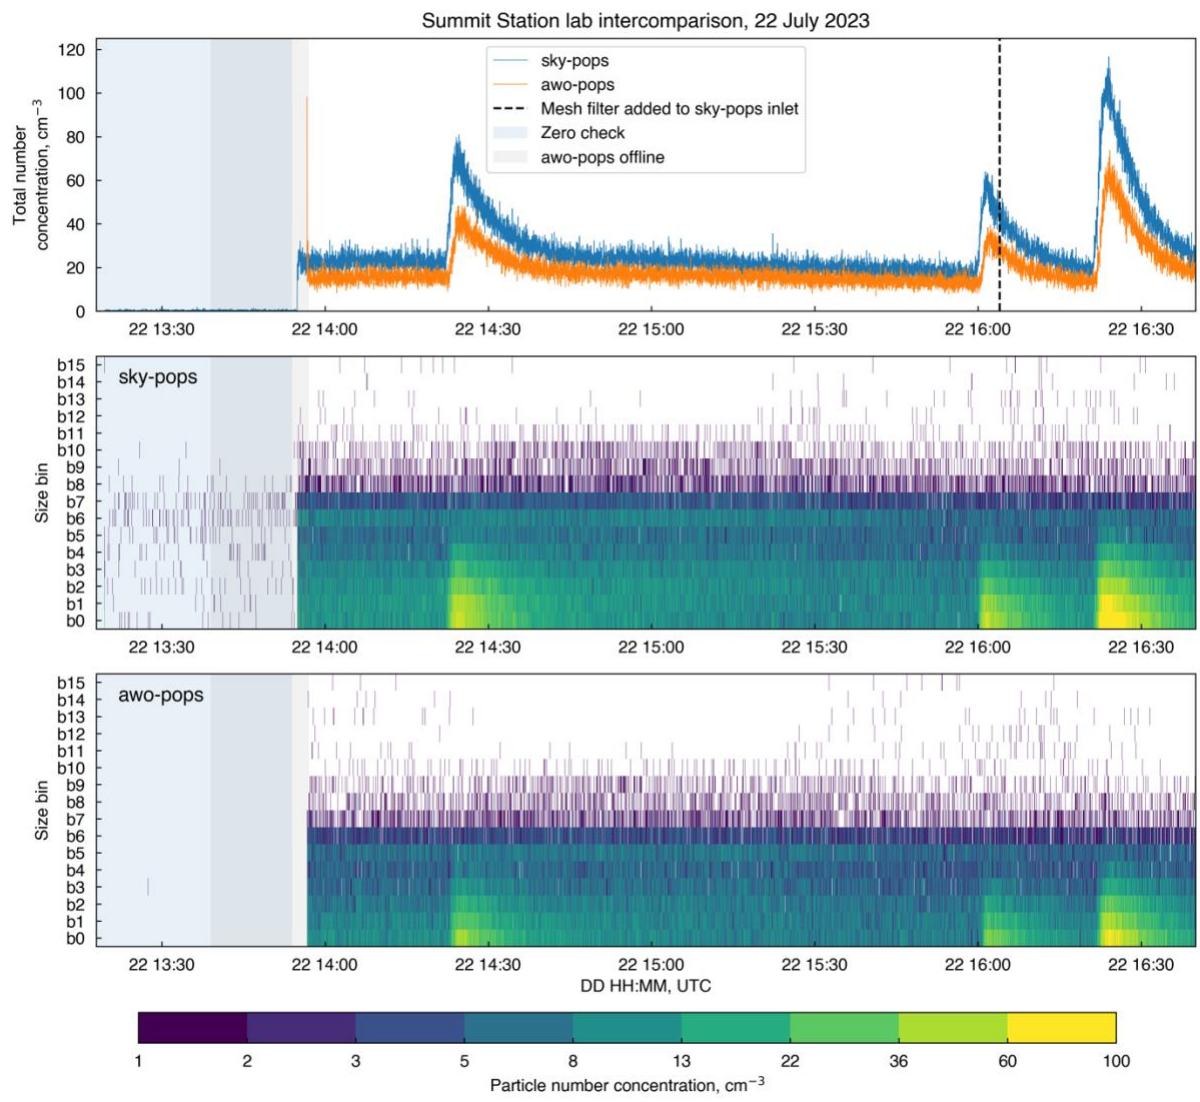 Summit Station lab intercomparison, 22 July 2023
Total number
concentration, cm⁻³
120
100
80
60
40
20
0
sky-pops
awo-pops
Mesh filter added to sky-pops inlet
Zero check
awo-pops offline
22 13:30 22 14:00 22 14:30 22 15:00 22 15:30 22 16:00 22 16:30
sky-pops
Size bin
b15
b14
b13
b12
b11
b10
b9
b8
b7
b6
b5
b4
b3
b2
b1
b0
22 13:30 22 14:00 22 14:30 22 15:00 22 15:30 22 16:00 22 16:30
awo-pops
Size bin
b15
b14
b13
b12
b11
b10
b9
b8
b7
b6
b5
b4
b3
b2
b1
b0
22 13:30 22 14:00 22 14:30 22 15:00 22 15:30 22 16:00 22 16:30
DD HH:MM, UTC
1 2 3 5 8 13 22 36 60 100
Particle number concentration, cm⁻³